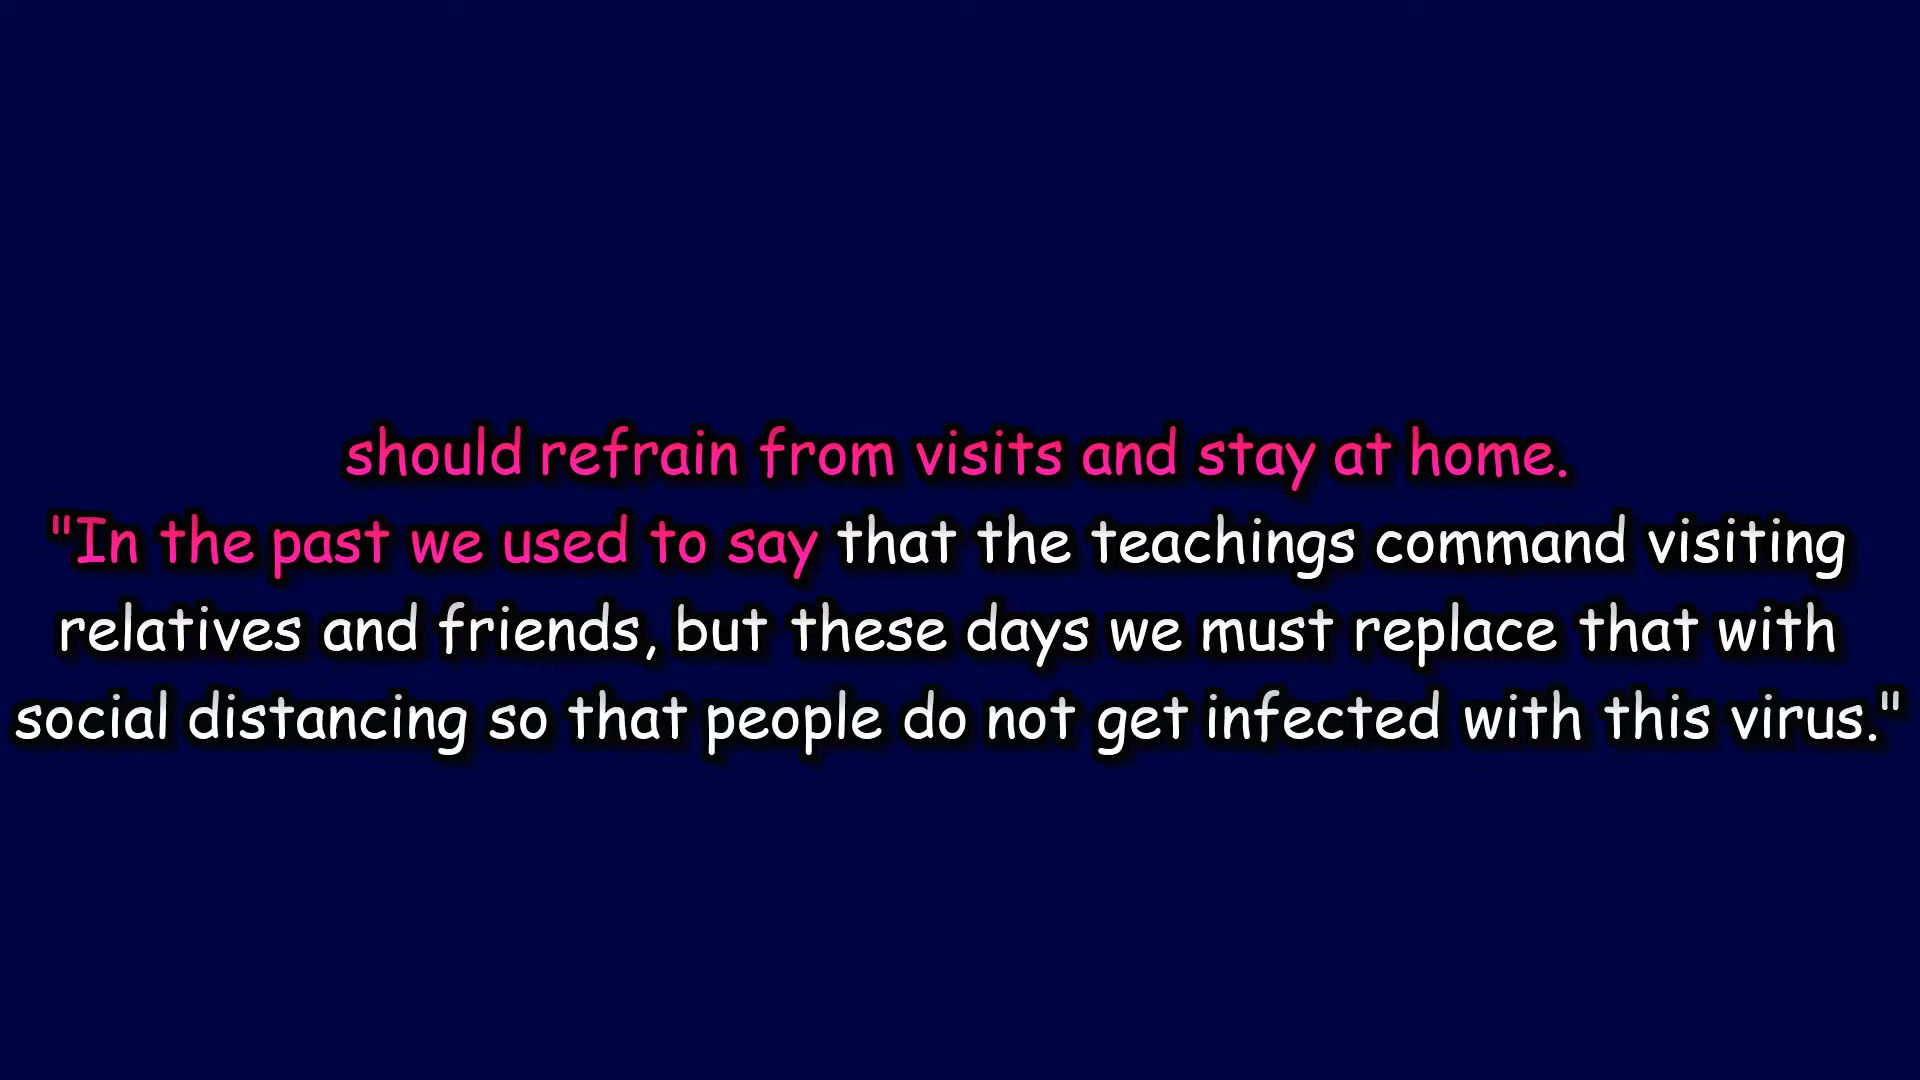 should refrain from visits and stay at home.
"In the past we used to say that the teachings command visiting
relatives and friends, but these days we must replace that with
social distancing so that people do not get infected with this virus."